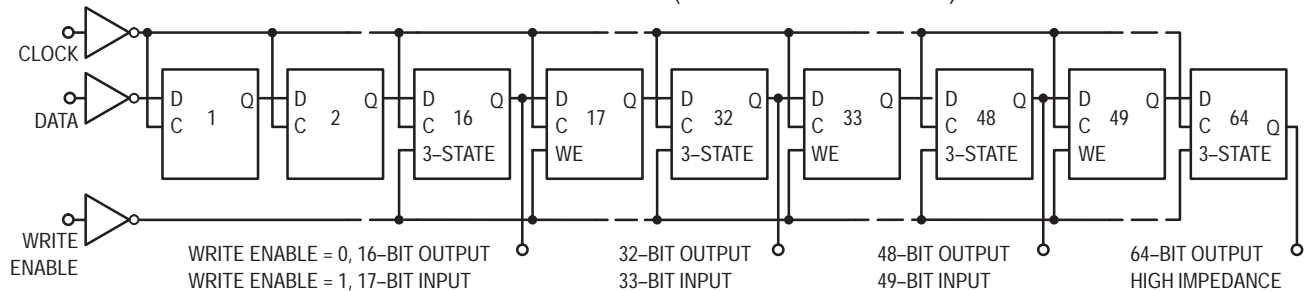 CLOCK
DATA
D Q
C
1
D Q
C
2
D Q
C
16
3–STATE
D Q
C
17
WE
D Q
C
32
3–STATE
D Q
C
33
WE
D Q
C
48
3–STATE
D Q
C
49
WE
D
C
64
Q
3–STATE
WRITE
ENABLE
WRITE ENABLE = 0, 16–BIT OUTPUT
WRITE ENABLE = 1, 17–BIT INPUT
32–BIT OUTPUT
33–BIT INPUT
48–BIT OUTPUT
49–BIT INPUT
64–BIT OUTPUT
HIGH IMPEDANCE